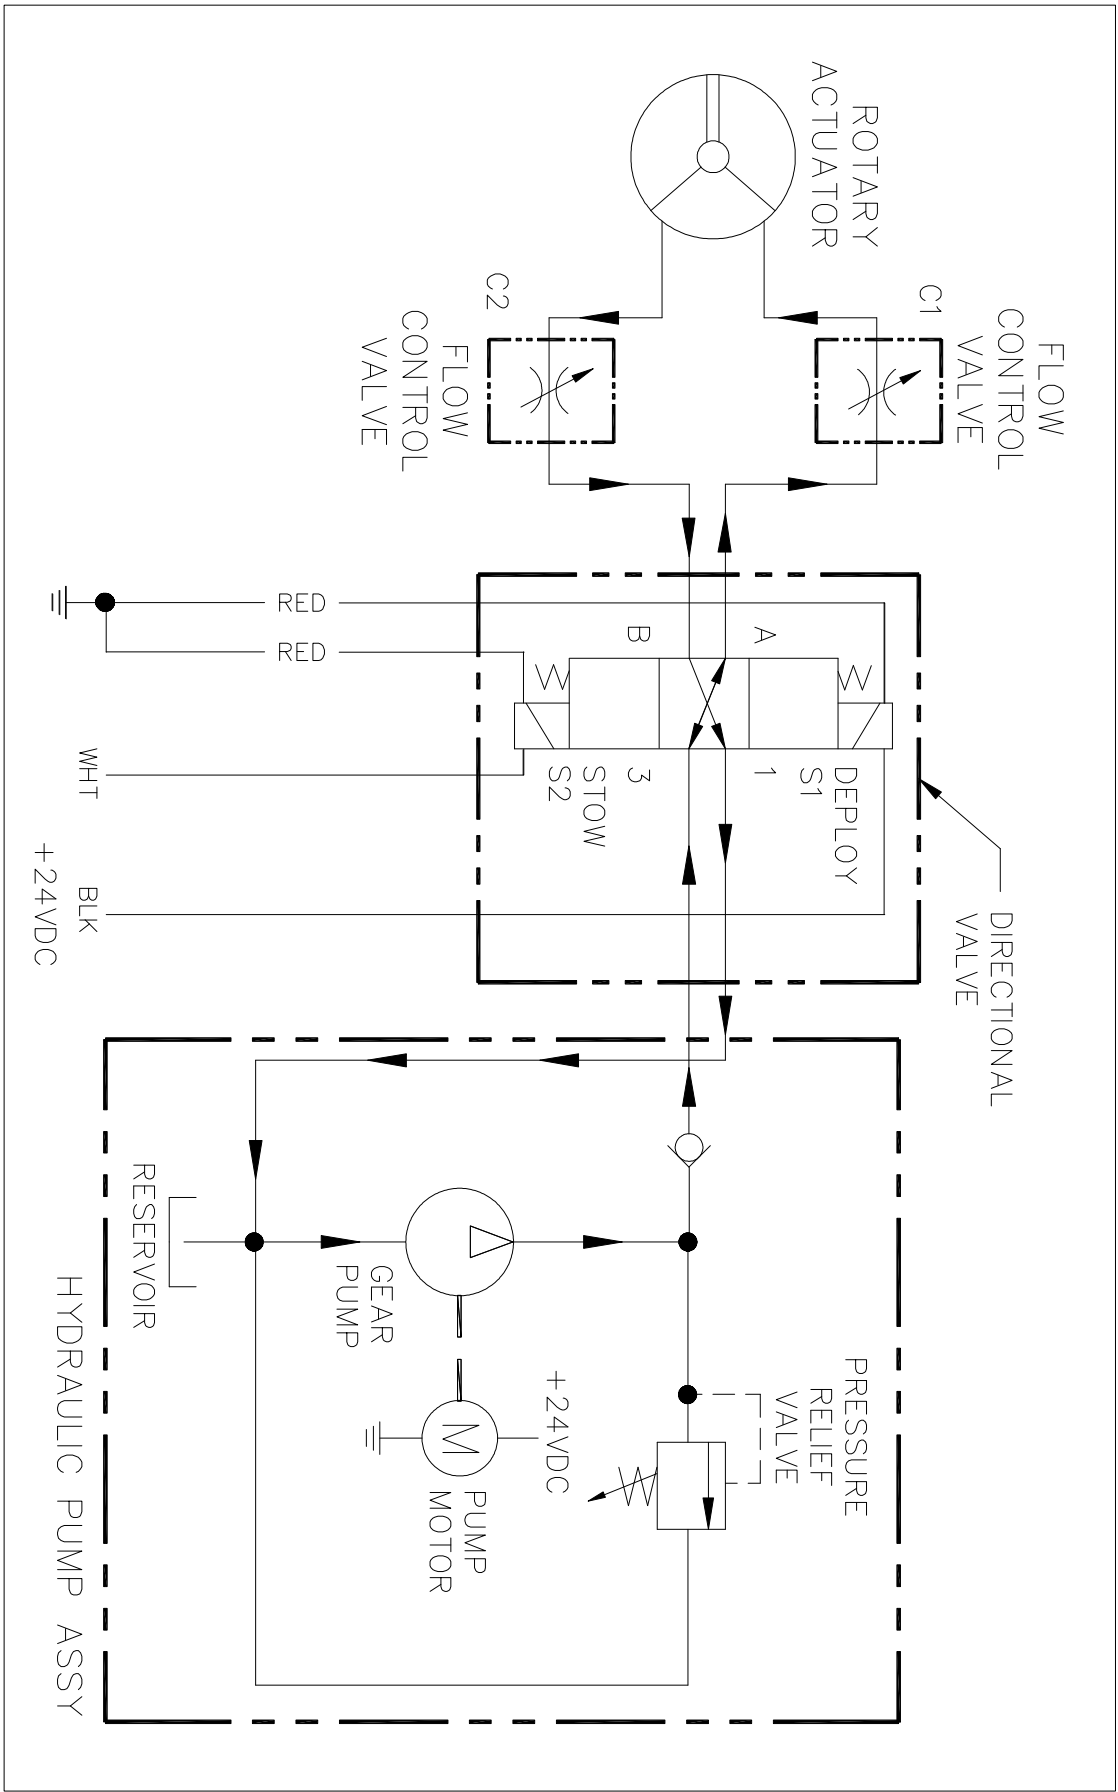 ROTARY
ACTUATOR
C1
FLOW
CONTROL
VALVE
C2
FLOW
CONTROL
VALVE
RED
RED
A
B
1
3
DEPLOY
S1
STOW
S2
WHT
BLK
+24VDC
DIRECTIONAL
VALVE
RESERVOIR
GEAR
PUMP
PRESSURE
RELIEF
VALVE
+24VDC
M
PUMP
MOTOR
HYDRAULIC PUMP ASSY